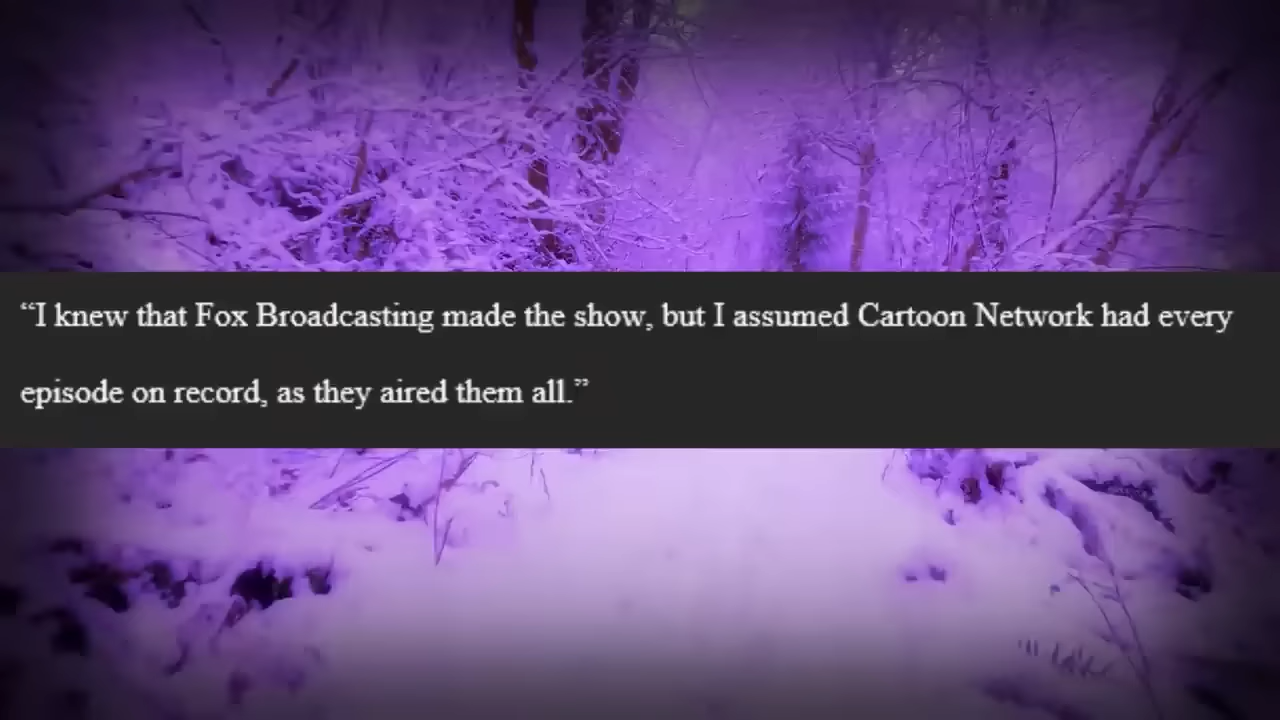 “I knew that Fox Broadcasting made the show, but I assumed Cartoon Network had every
episode on record, as they aired them all.”